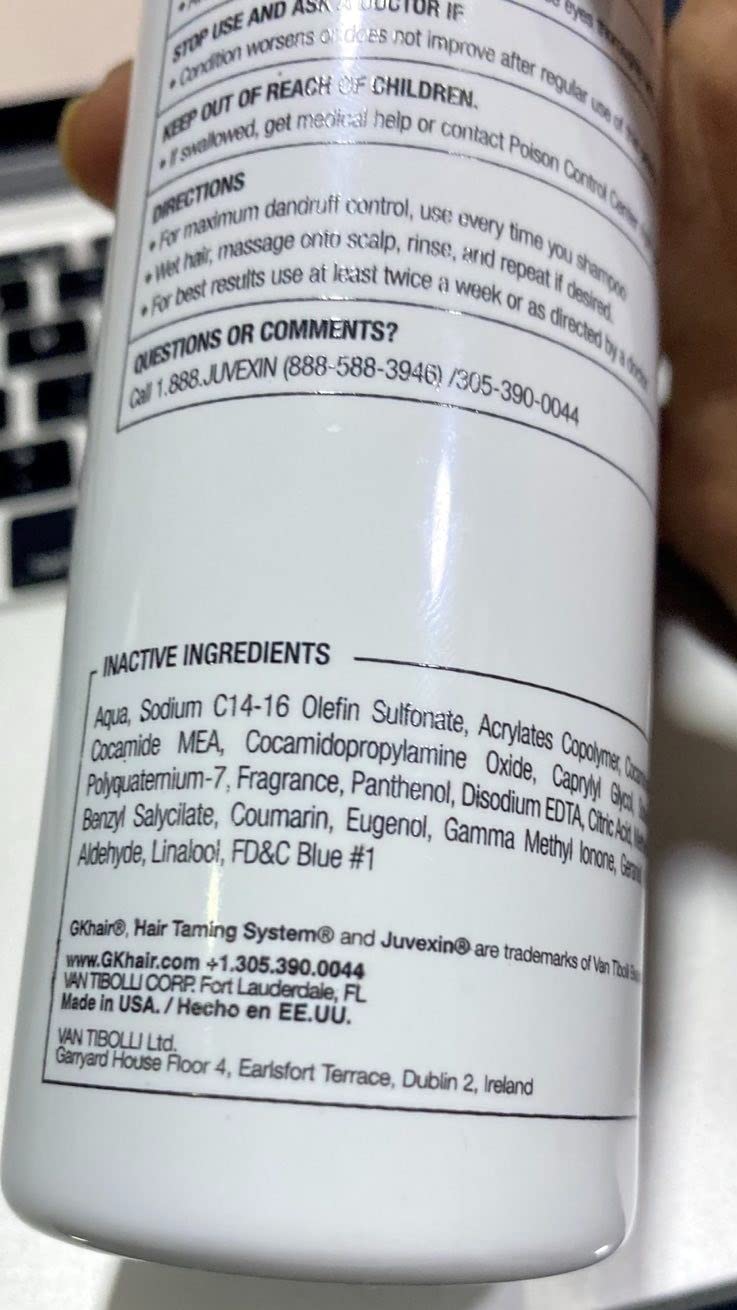 STOP USE AND ASK A DOCTOR IF
• Condition worsens or does not improve after regular use of
KEEP OUT OF REACH OF CHILDREN.
• If swallowed, get medical help or contact Poison Control Center
DIRECTIONS
• For maximum dandruff control, use every time you shampoo
• Wet hair, massage onto scalp, rinse, and repeat if desired.
• For best results use at least twice a week or as directed by a doctor.
QUESTIONS OR COMMENTS?
Call 1.888.JUVEXIN (888-588-3946) /305-390-0044
INACTIVE INGREDIENTS
Aqua, Sodium C14-16 Olefin Sulfonate, Acrylates Copolymer,
Cocamide MEA, Cocamidopropylamine Oxide, Caprylyl Glycol,
Polyquaternium-7, Fragrance, Panthenol, Disodium EDTA, Citric Acid,
Benzyl Salycilate, Coumarin, Eugenol, Gamma Methyl Ionone,
Aldehyde, Linalool, FD&C Blue #1
GKhair®, Hair Taming System® and Juvexin® are trademarks of Van Tibolli
www.GKhair.com +1.305.390.0044
VAN TIBOLLI CORP. Fort Lauderdale, FL
Made in USA. / Hecho en EE.UU.
VAN TIBOLLI Ltd.
Garryard House Floor 4, Earlsfort Terrace, Dublin 2, Ireland